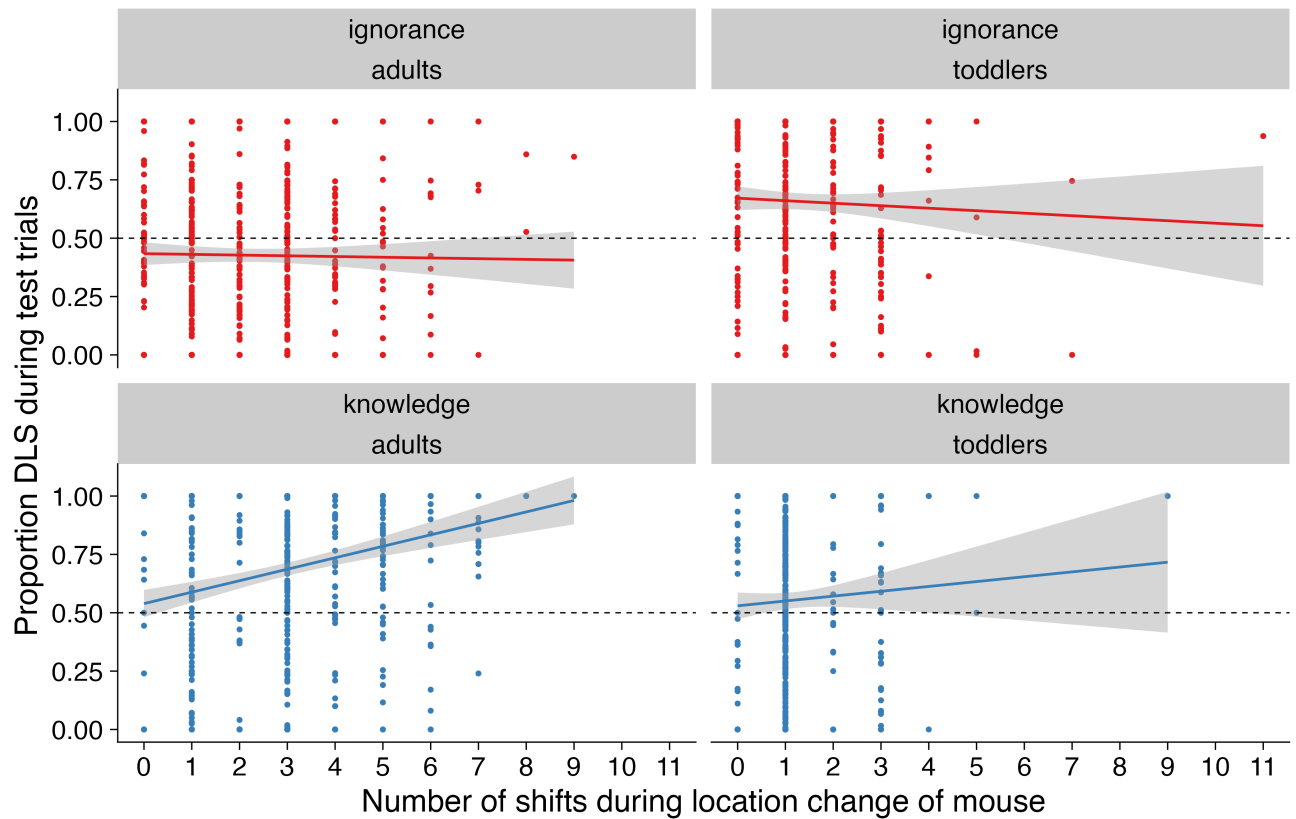 ignorance
adults
ignorance
toddlers
1.00
0.75
0.50
0.25
0.00
knowledge
adults
knowledge
toddlers
1.00
0.75
0.50
0.25
0.00
0 1 2 3 4 5 6 7 8 9 10 11
0 1 2 3 4 5 6 7 8 9 10 11
Number of shifts during location change of mouse
Proportion DLS during test trials